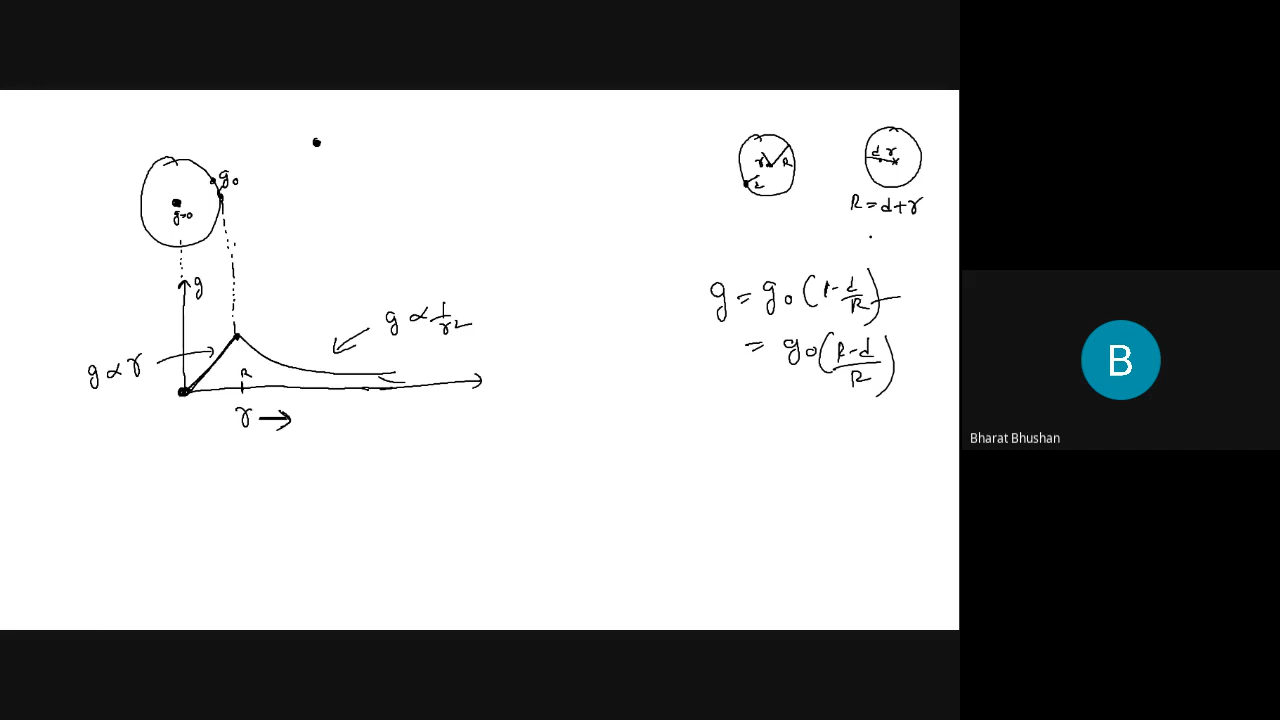 g₀
g=0
g
g ∝ 1/r²
g ∝ r
R
r →
r
R
d r
R = d + r
g = g₀ (1 - d/R)
= g₀ (R - d / R)
B
Bharat Bhushan